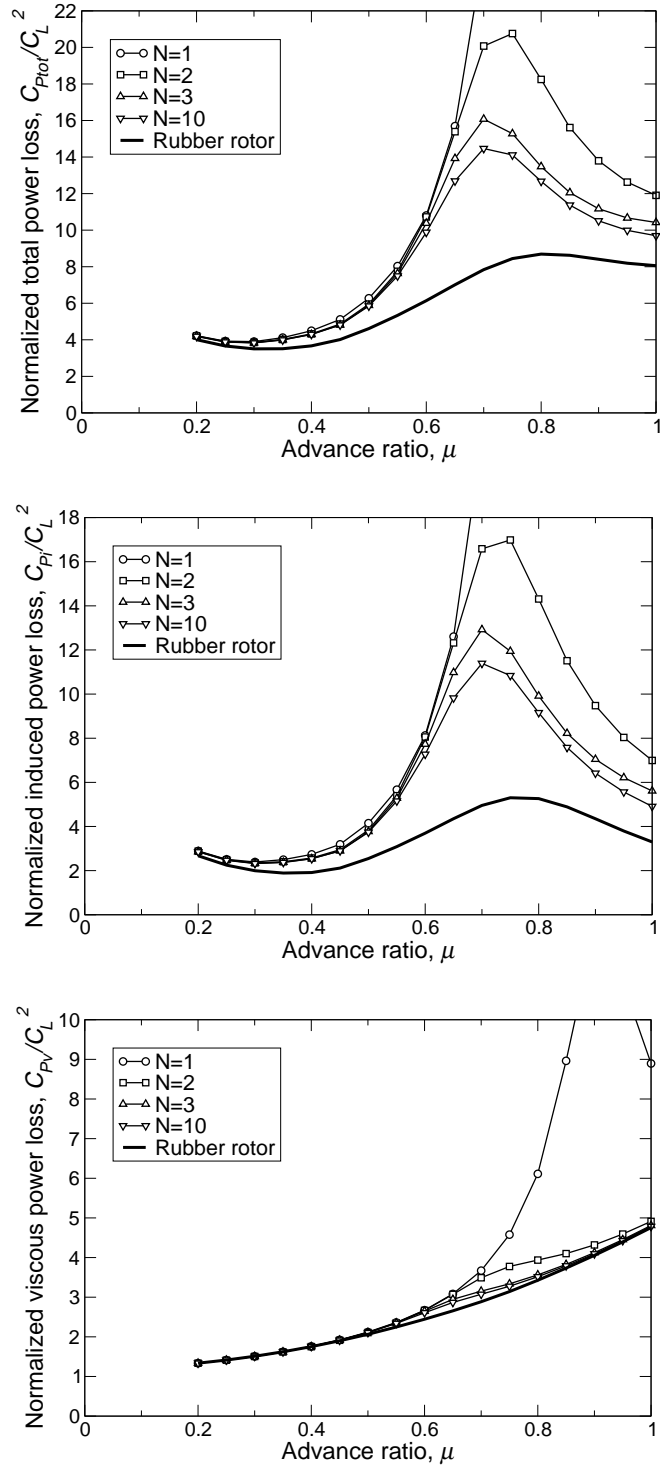 22
20
18
16
14
12
10
8
6
4
2
0
Normalized total power loss, C_Ptot/C_L^2
N=1
N=2
N=3
N=10
Rubber rotor
0 0.2 0.4 0.6 0.8 1
Advance ratio, μ
18
16
14
12
10
8
6
4
2
0
Normalized induced power loss, C_Pi/C_L^2
N=1
N=2
N=3
N=10
Rubber rotor
0 0.2 0.4 0.6 0.8 1
Advance ratio, μ
10
9
8
7
6
5
4
3
2
1
0
Normalized viscous power loss, C_Pv/C_L^2
N=1
N=2
N=3
N=10
Rubber rotor
0 0.2 0.4 0.6 0.8 1
Advance ratio, μ